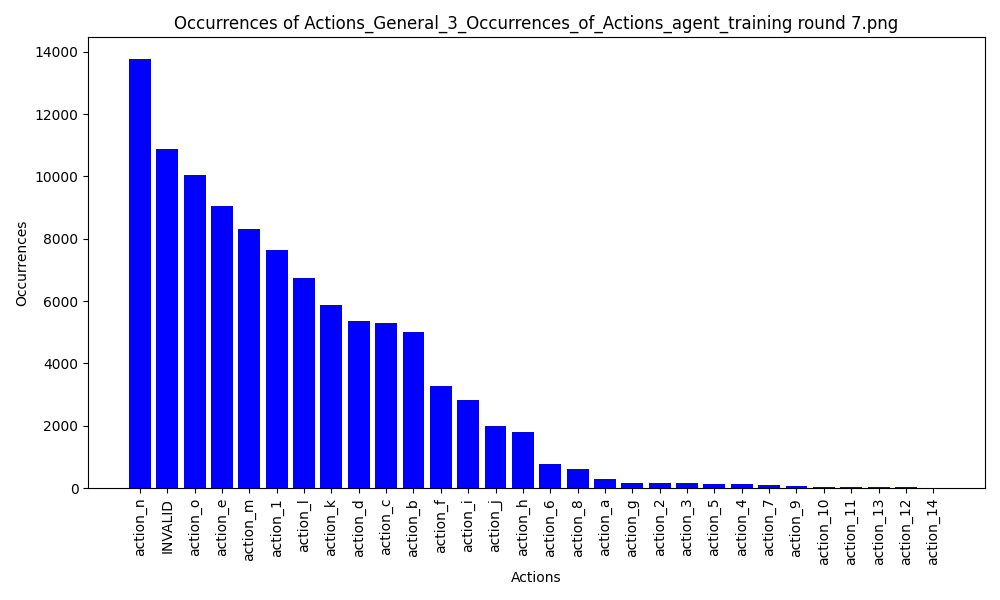 Occurrences of Actions_General_3_Occurrences_of_Actions_agent_training round 7.png
14000
12000
10000
8000
6000
4000
2000
0
Occurrences
action_n
INVALID
action_o
action_e
action_m
action_1
action_l
action_k
action_d
action_c
action_b
action_f
action_i
action_j
action_h
action_6
action_8
action_a
action_g
action_2
action_3
action_5
action_4
action_7
action_9
action_10
action_11
action_13
action_12
action_14
Actions